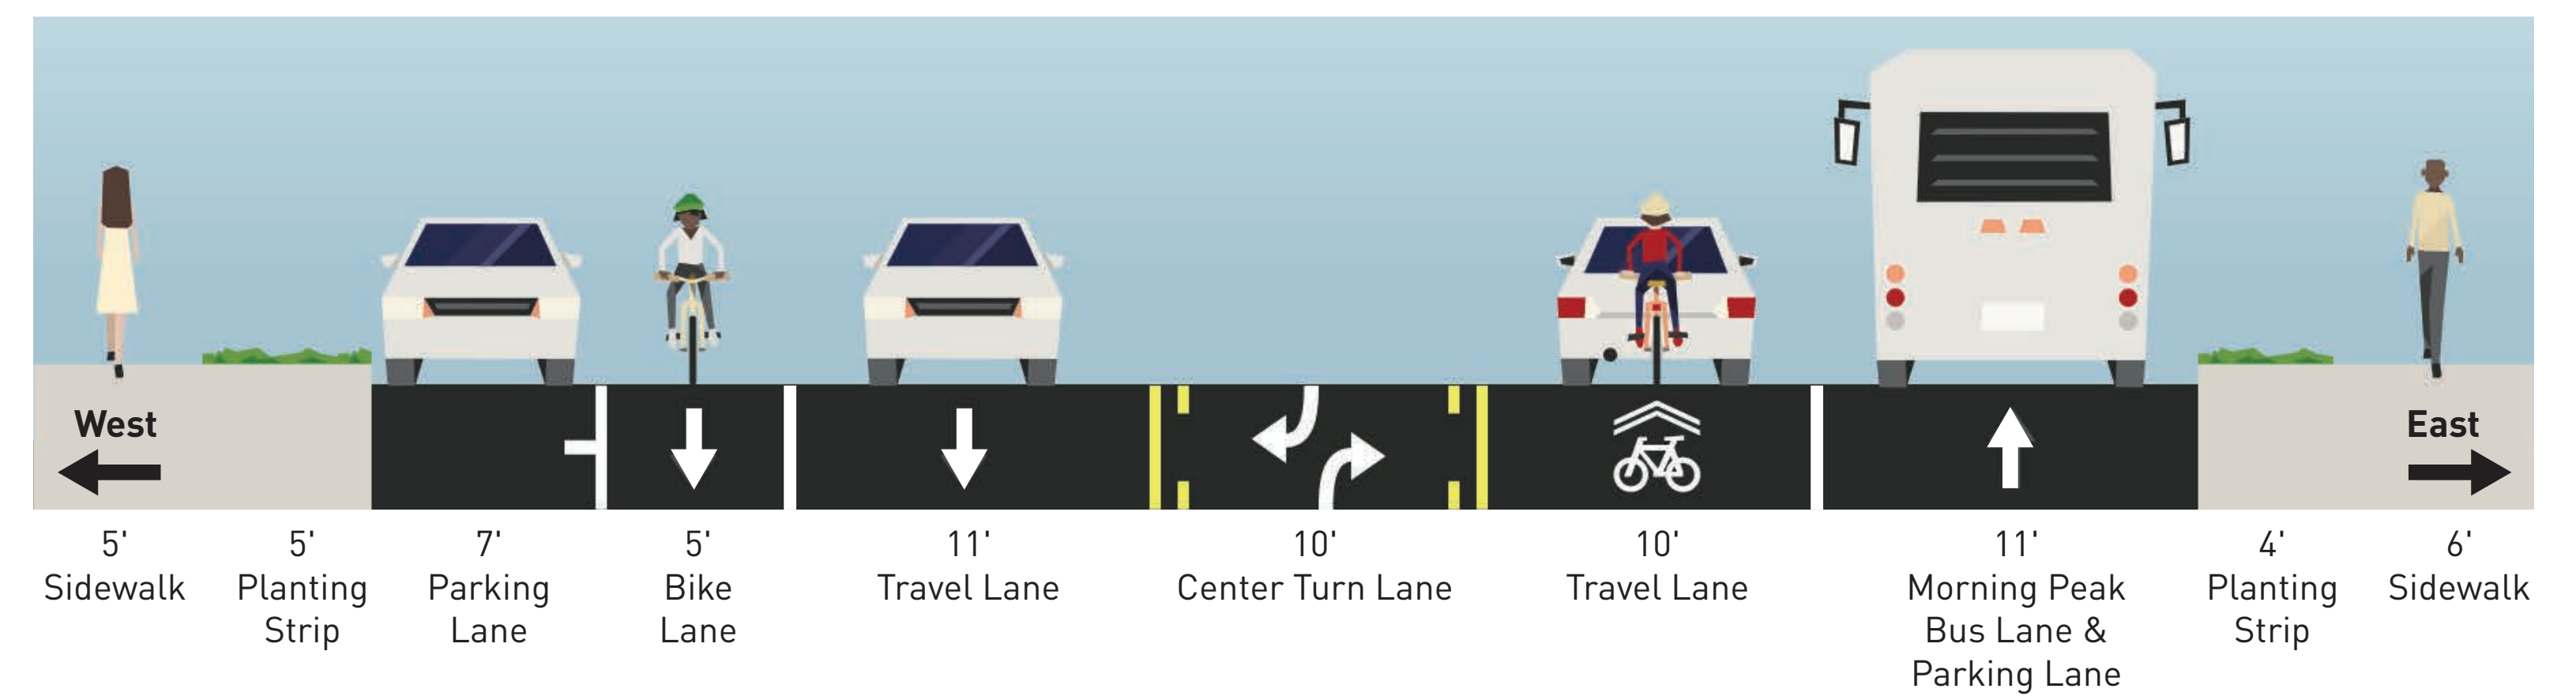 West
East
5'
Sidewalk
5'
Planting
Strip
7'
Parking
Lane
5'
Bike
Lane
11'
Travel Lane
10'
Center Turn Lane
10'
Travel Lane
11'
Morning Peak
Bus Lane &
Parking Lane
4'
Planting
Strip
6'
Sidewalk